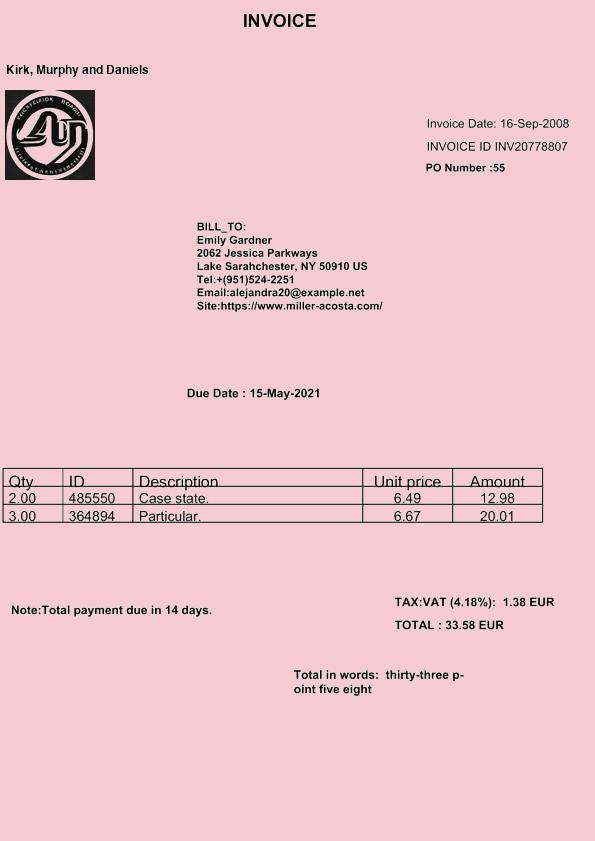 INVOICE
Kirk, Murphy and Daniels
Invoice Date: 16-Sep-2008
INVOICE ID INV20778807
PO Number :55
BILL_TO:
Emily Gardner
2062 Jessica Parkways
Lake Sarahchester, NY 50910 US
Tel:+(951)524-2251
Email:alejandra20@example.net
Site:https://www.miller-acosta.com/
Due Date : 15-May-2021
Qty ID Description Unit price Amount
2.00 485550 Case state. 6.49 12.98
3.00 364894 Particular. 6.67 20.01
Note:Total payment due in 14 days.
TAX:VAT (4.18%): 1.38 EUR
TOTAL : 33.58 EUR
Total in words: thirty-three p-
oint five eight